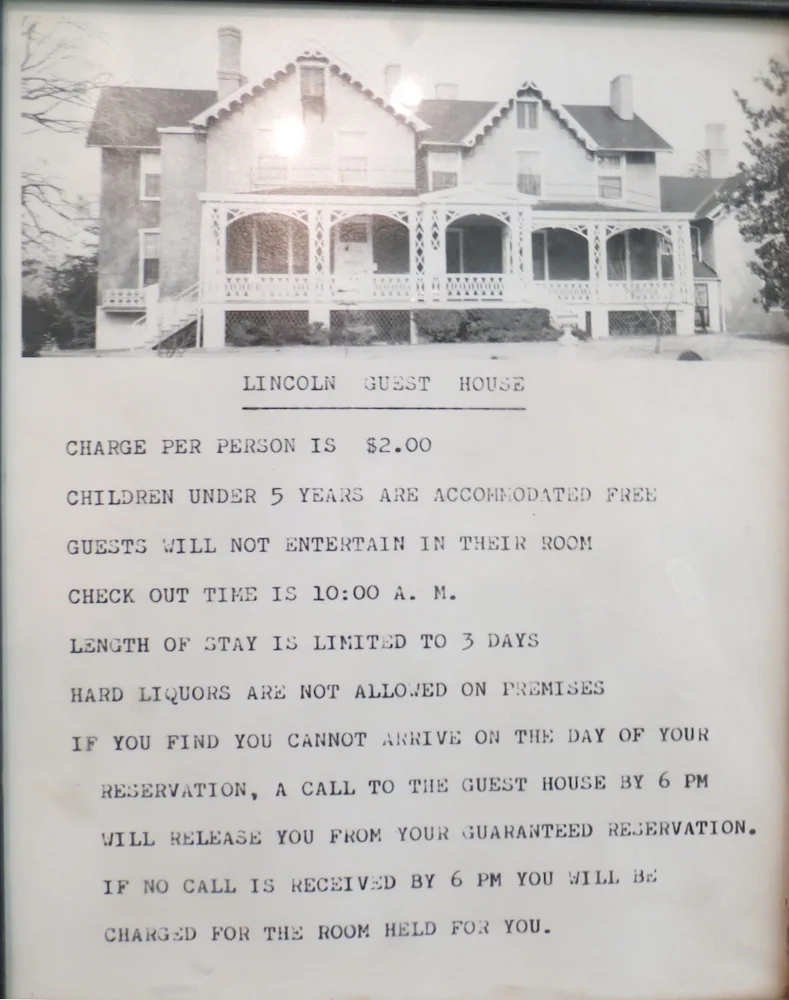 LINCOLN GUEST HOUSE
CHARGE PER PERSON IS $2.00
CHILDREN UNDER 5 YEARS ARE ACCOMMODATED FREE
GUESTS WILL NOT ENTERTAIN IN THEIR ROOM
CHECK OUT TIME IS 10:00 A. M.
LENGTH OF STAY IS LIMITED TO 3 DAYS
HARD LIQUORS ARE NOT ALLOWED ON PREMISES
IF YOU FIND YOU CANNOT ARRIVE ON THE DAY OF YOUR
RESERVATION, A CALL TO THE GUEST HOUSE BY 6 PM
WILL RELEASE YOU FROM YOUR GUARANTEED RESERVATION.
IF NO CALL IS RECEIVED BY 6 PM YOU WILL BE
CHARGED FOR THE ROOM HELD FOR YOU.